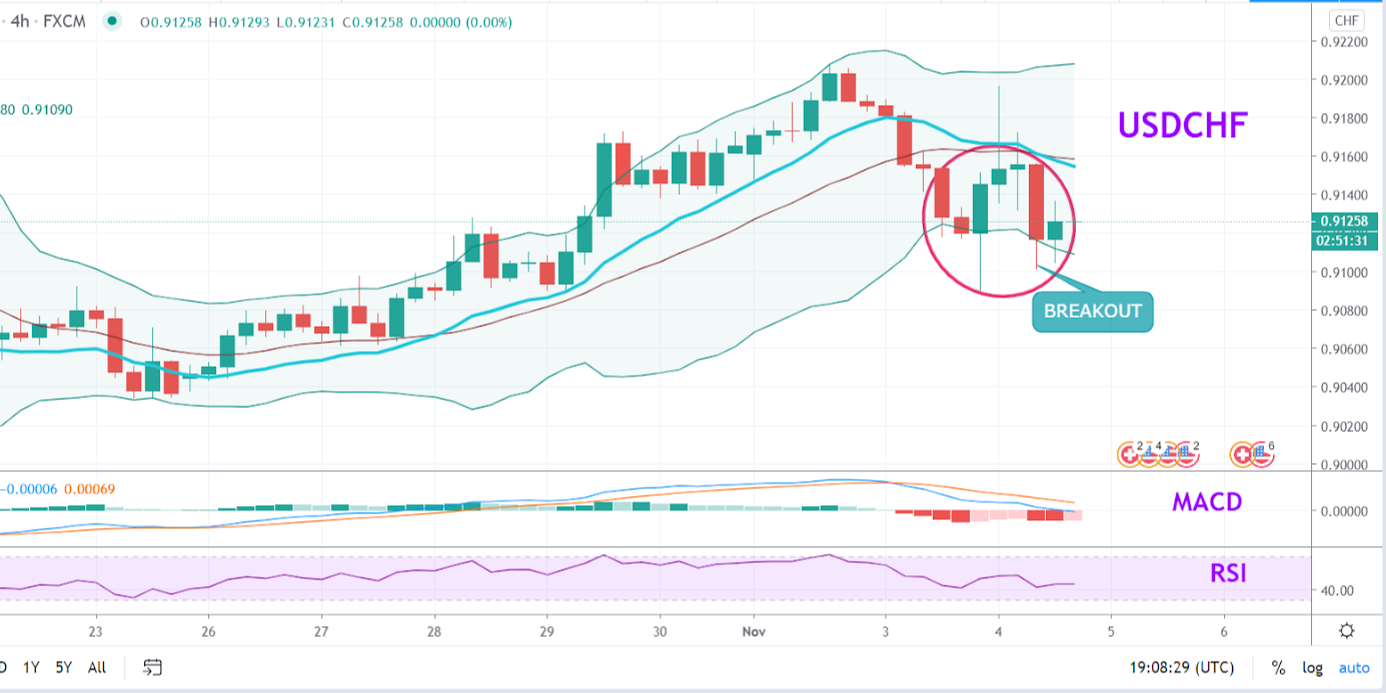 · 4h · FXCM O0.91258 H0.91293 L0.91231 C0.91258 0.00000 (0.00%)
CHF
0.92200
0.92000
80 0.91090
0.91800
USDCHF
0.91600
0.91400
0.91258
02:51:31
0.91000
BREAKOUT
0.90800
0.90600
0.90400
0.90200
2 4 2 6
0.90000
−0.00006 0.00069
MACD
0.00000
RSI
40.00
23 26 27 28 29 30 Nov 3 4 5 6
D 1Y 5Y All 19:08:29 (UTC) % log auto